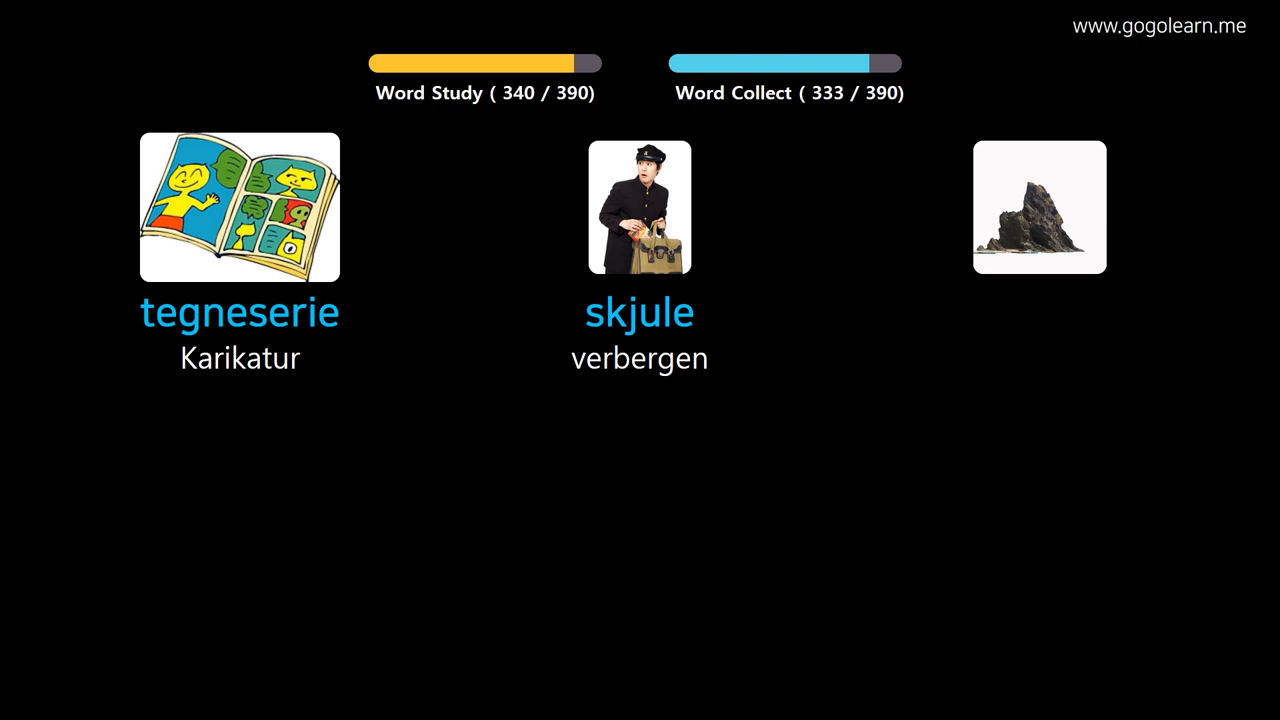 www.gogolearn.me
Word Study ( 340 / 390)
Word Collect ( 333 / 390)
tegneserie
Karikatur
skjule
verbergen